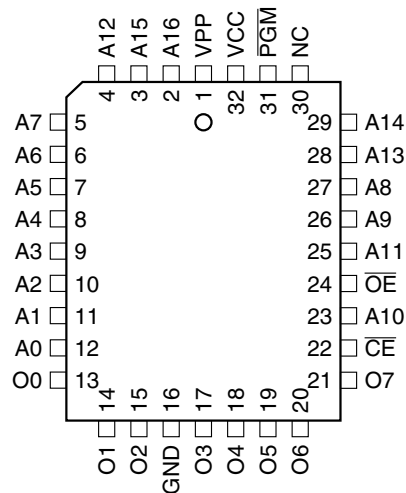 A12 A15 A16 VPP VCC P̅G̅M̅ NC
4 3 2 1 32 31 30
A7 5 29 A14
A6 6 28 A13
A5 7 27 A8
A4 8 26 A9
A3 9 25 A11
A2 10 24 O̅E̅
A1 11 23 A10
A0 12 22 C̅E̅
O0 13 21 O7
14 15 16 17 18 19 20
O1 O2 GND O3 O4 O5 O6